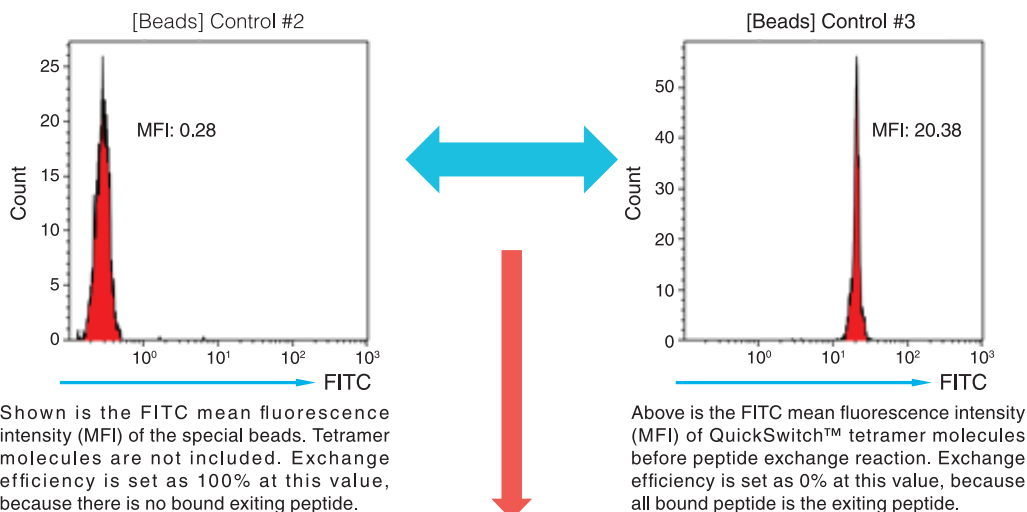 [Beads] Control #2
25
20
15
10
5
0
Count
MFI: 0.28
10⁰ 10¹ 10² 10³
FITC
Shown is the FITC mean fluorescence
intensity (MFI) of the special beads. Tetramer
molecules are not included. Exchange
efficiency is set as 100% at this value,
because there is no bound exiting peptide.
[Beads] Control #3
50
40
30
20
10
0
Count
MFI: 20.38
10⁰ 10¹ 10² 10³
FITC
Above is the FITC mean fluorescence intensity
(MFI) of QuickSwitch™ tetramer molecules
before peptide exchange reaction. Exchange
efficiency is set as 0% at this value, because
all bound peptide is the exiting peptide.